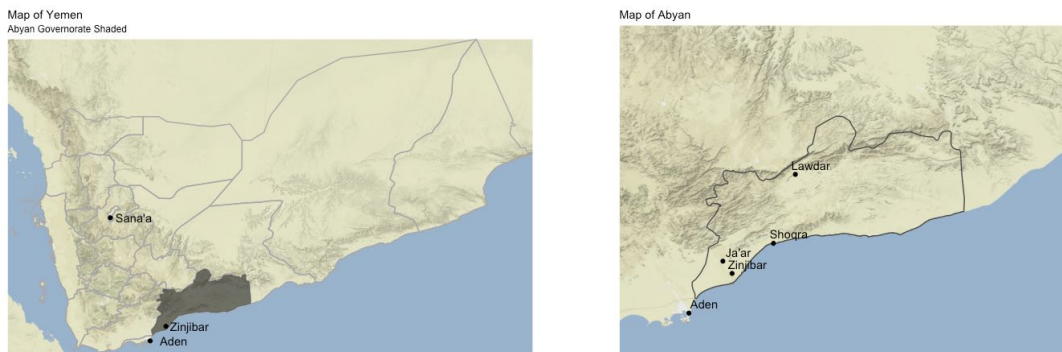 Map of Yemen
Abyan Governorate Shaded
Sana'a
Zinjibar
Aden
Map of Abyan
Lawdar
Shoqra
Ja'ar
Zinjibar
Aden